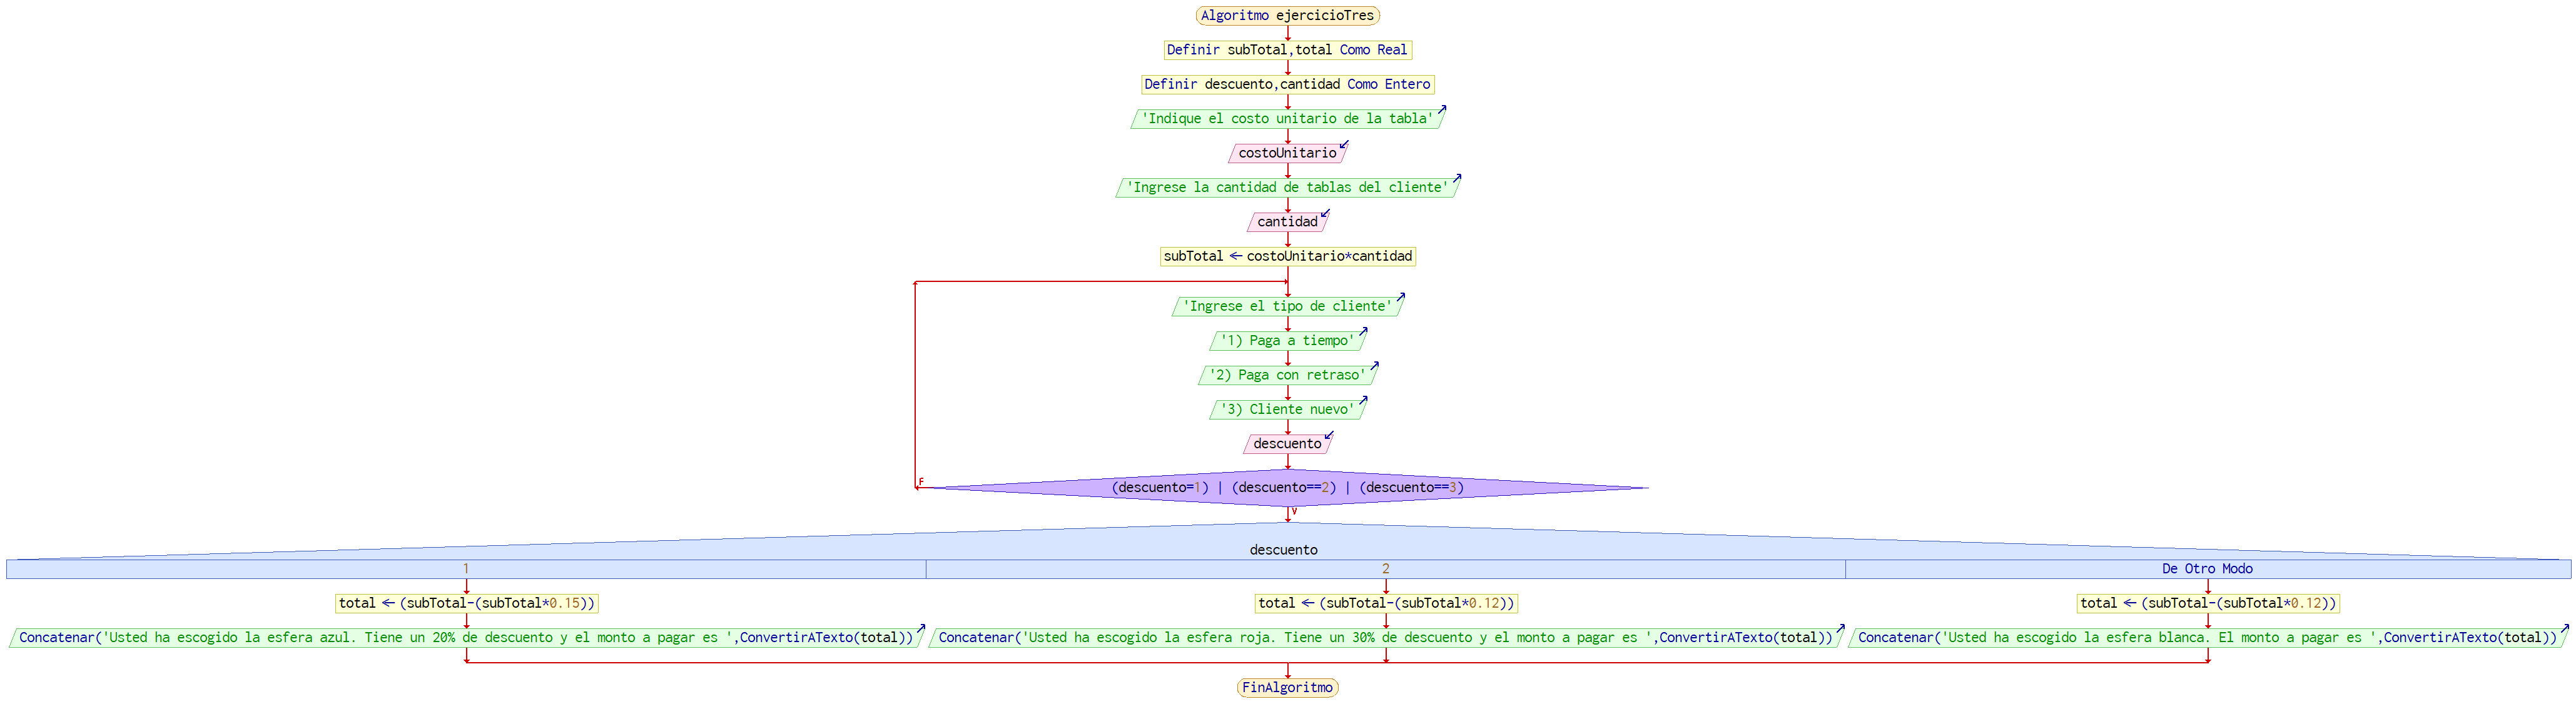 Algoritmo ejercicioTres
Definir subTotal,total Como Real
Definir descuento,cantidad Como Entero
'Indique el costo unitario de la tabla'
costoUnitario
'Ingrese la cantidad de tablas del cliente'
cantidad
subTotal ← costoUnitario*cantidad
'Ingrese el tipo de cliente'
'1) Paga a tiempo'
'2) Paga con retraso'
'3) Cliente nuevo'
descuento
F
(descuento=1) | (descuento==2) | (descuento==3)
V
descuento
1 2 De Otro Modo
total ← (subTotal-(subTotal*0.15)) total ← (subTotal-(subTotal*0.12)) total ← (subTotal-(subTotal*0.12))
Concatenar('Usted ha escogido la esfera azul. Tiene un 20% de descuento y el monto a pagar es ',ConvertirATexto(total)) Concatenar('Usted ha escogido la esfera roja. Tiene un 30% de descuento y el monto a pagar es ',ConvertirATexto(total)) Concatenar('Usted ha escogido la esfera blanca. El monto a pagar es ',ConvertirATexto(total))
FinAlgoritmo